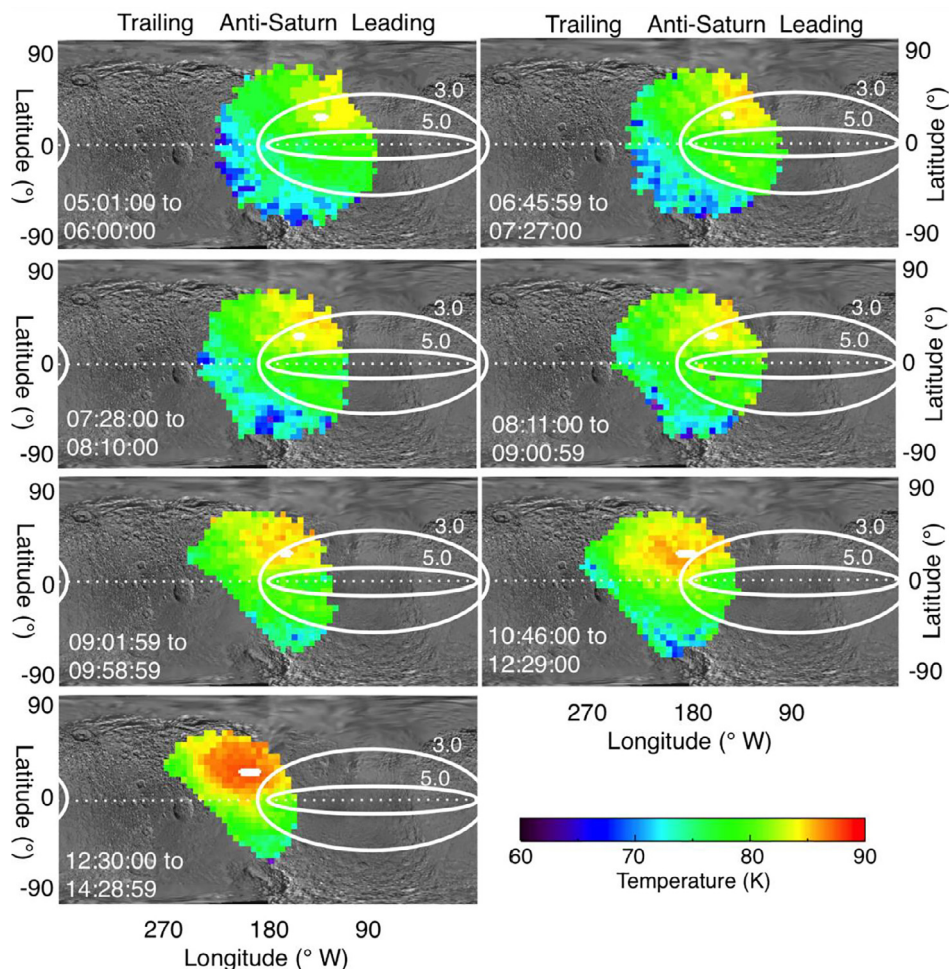 Trailing Anti-Saturn Leading
Trailing Anti-Saturn Leading
90
0
-90
Latitude (°)
3.0
5.0
05:01:00 to
06:00:00
3.0
5.0
06:45:59 to
07:27:00
90
0
-90
Latitude (°)
90
0
-90
Latitude (°)
3.0
5.0
07:28:00 to
08:10:00
3.0
5.0
08:11:00 to
09:00:59
90
0
-90
Latitude (°)
90
0
-90
Latitude (°)
3.0
5.0
09:01:59 to
09:58:59
3.0
5.0
10:46:00 to
12:29:00
90
0
-90
Latitude (°)
270 180 90
Longitude (° W)
90
0
-90
Latitude (°)
3.0
5.0
12:30:00 to
14:28:59
270 180 90
Longitude (° W)
60 70 80 90
Temperature (K)